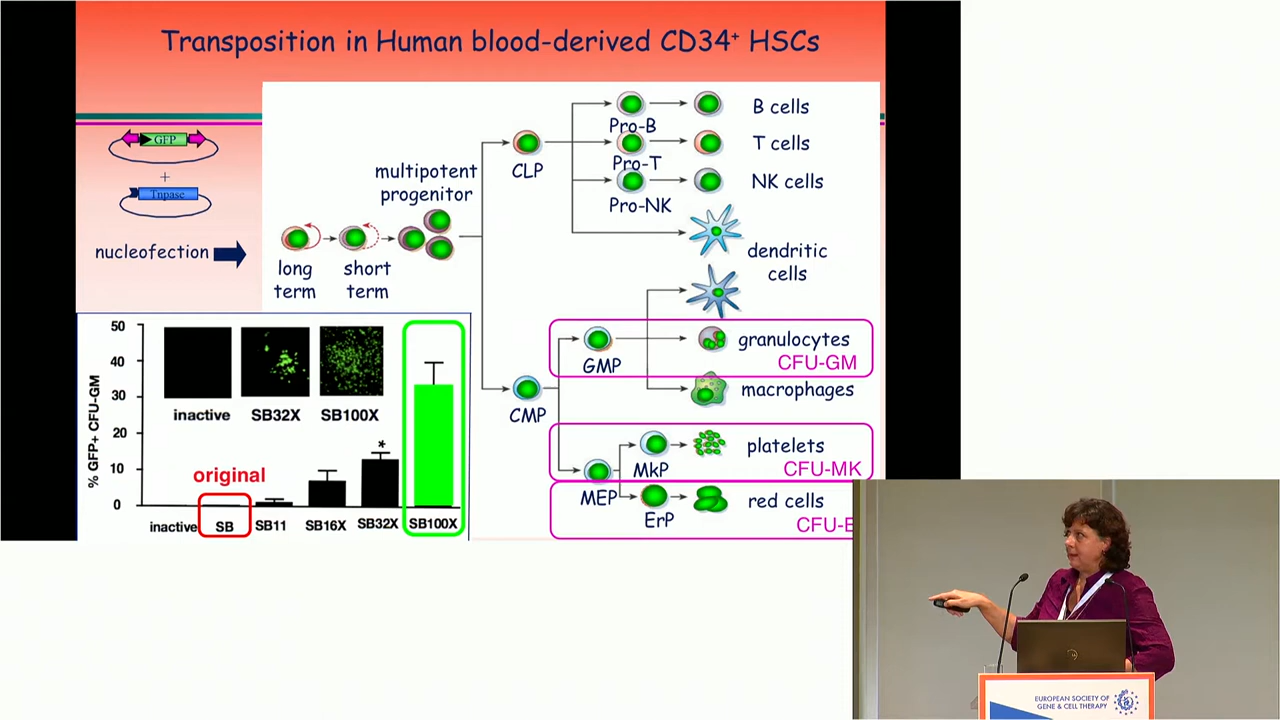 Transposition in Human blood-derived CD34⁺ HSCs
GFP
+
Tnpase
nucleofection
long
term
short
term
multipotent
progenitor
CLP
Pro-B
Pro-T
Pro-NK
B cells
T cells
NK cells
dendritic
cells
CMP
GMP
granulocytes
CFU-GM
macrophages
MEP
MkP
platelets
CFU-MK
ErP
red cells
CFU-E
% GFP+ CFU-GM
50
40
30
20
10
0
inactive
SB32X
SB100X
original
*
inactive
SB
SB11
SB16X
SB32X
SB100X
EUROPEAN SOCIETY OF
GENE & CELL THERAPY